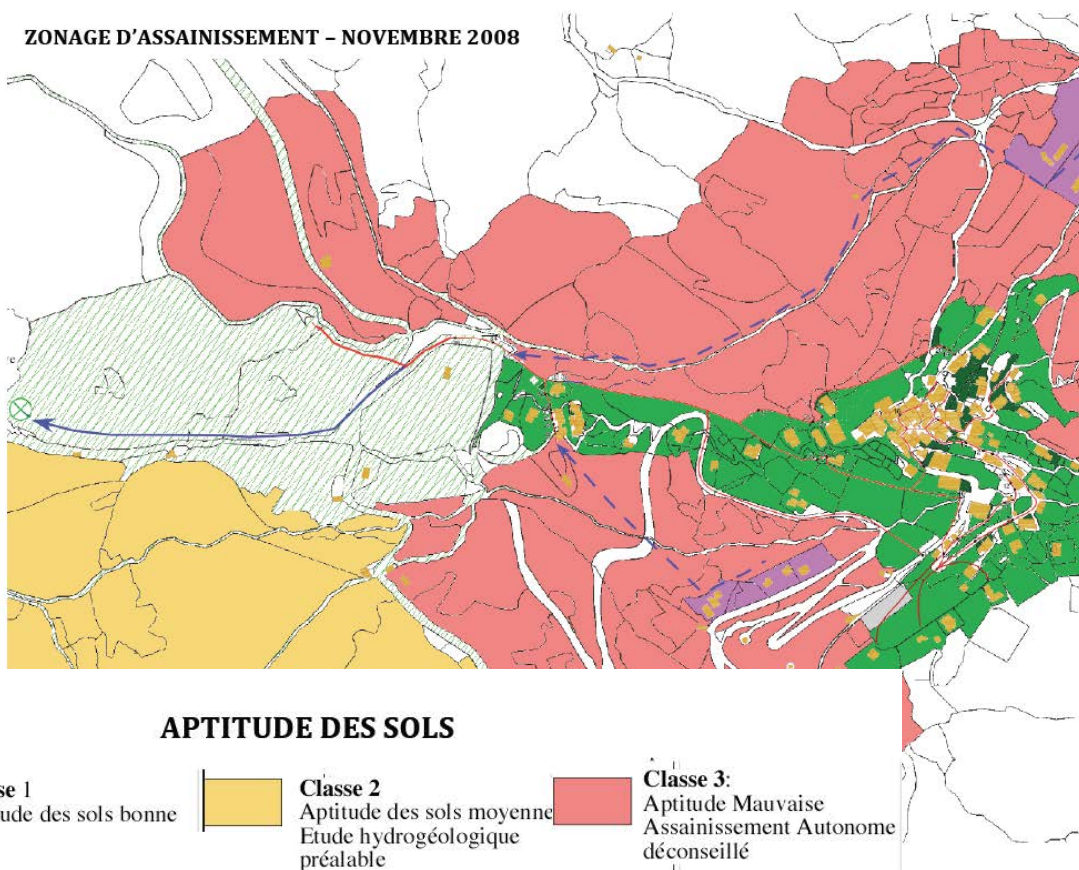 ZONAGE D'ASSAINISSEMENT – NOVEMBRE 2008
APTITUDE DES SOLS
se 1
ude des sols bonne
Classe 2
Aptitude des sols moyenne
Etude hydrogéologique
préalable
Classe 3:
Aptitude Mauvaise
Assainissement Autonome
déconseillé